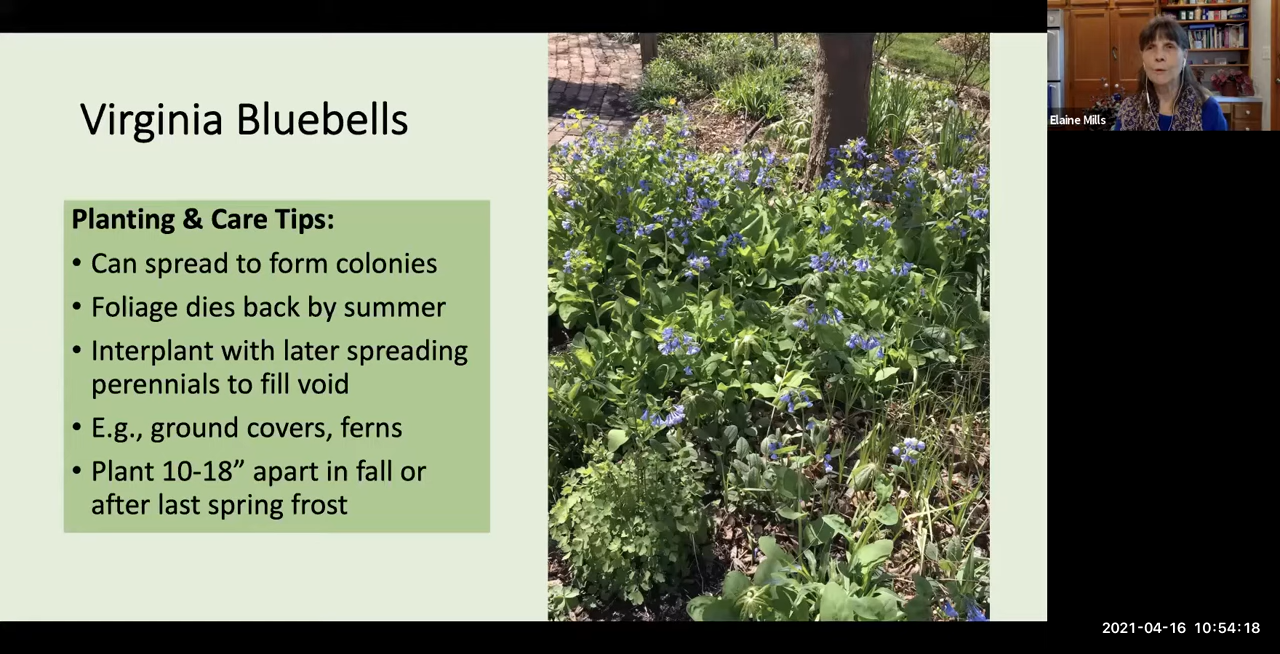 Virginia Bluebells
Planting & Care Tips:
• Can spread to form colonies
• Foliage dies back by summer
• Interplant with later spreading
perennials to fill void
• E.g., ground covers, ferns
• Plant 10-18” apart in fall or
after last spring frost
Elaine Mills
2021-04-16 10:54:18